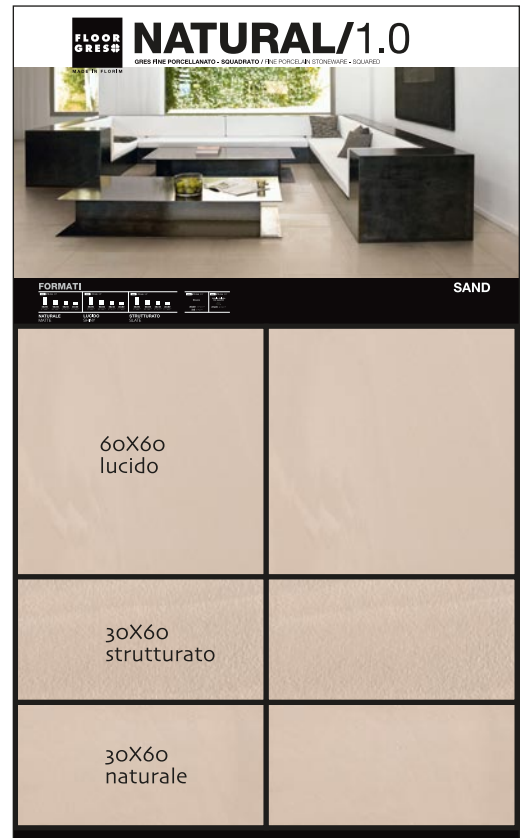 FLOOR
GRES
MADE IN FLORIM
NATURAL/1.0
GRES FINE PORCELLANATO - SQUADRATO / FINE PORCELAIN STONEWARE - SQUARED
FORMATI
SAND
NATURALE
MATTE
LUCIDO
SHINY
STRUTTURATO
SLATE
60X60
lucido
30X60
strutturato
30X60
naturale